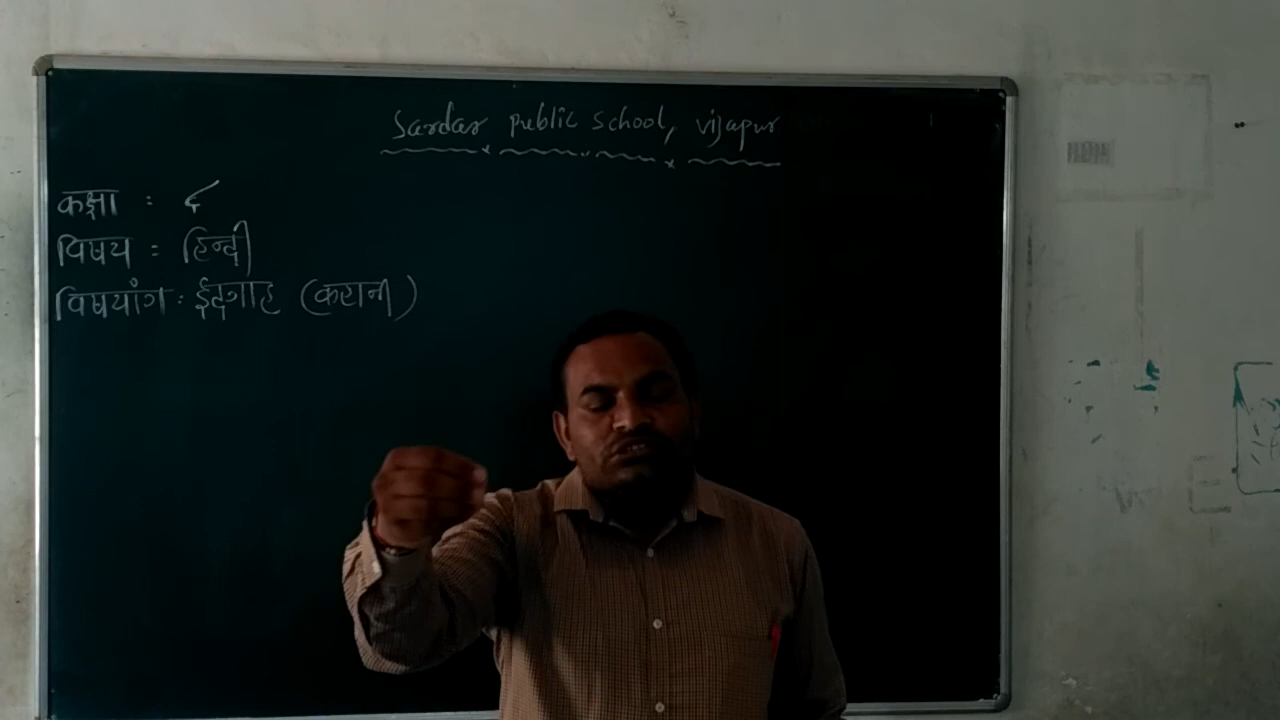 Sardar public school, vijapur
कक्षा : ८
विषय : हिन्दी
विषयांग : ईदगाह (कहानी)